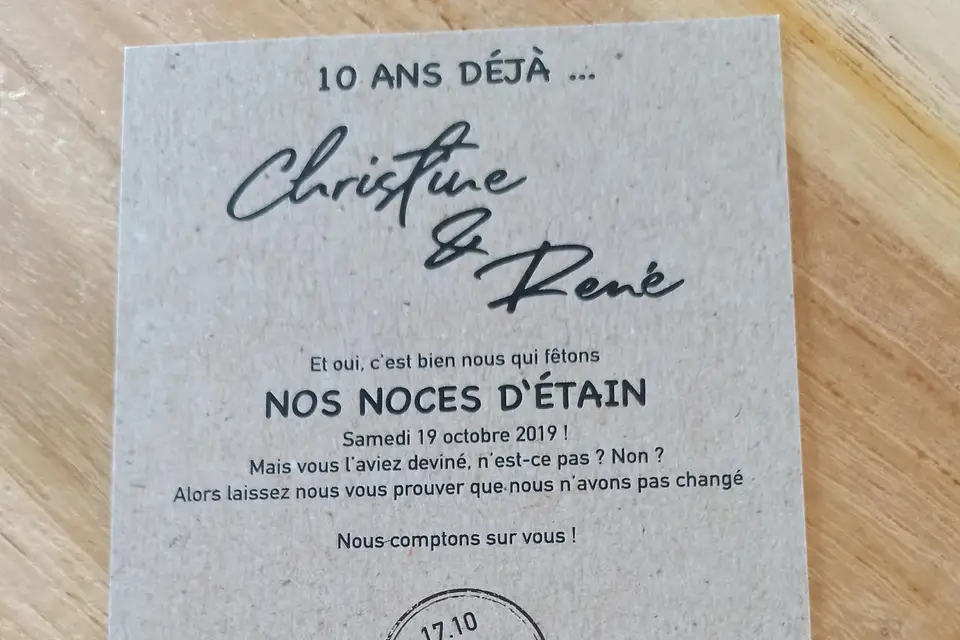 10 ANS DÉJÀ ...
Christine
&
René
Et oui, c'est bien nous qui fêtons
NOS NOCES D'ÉTAIN
Samedi 19 octobre 2019 !
Mais vous l'aviez deviné, n'est-ce pas ? Non ?
Alors laissez nous vous prouver que nous n'avons pas changé
Nous comptons sur vous !
17.10